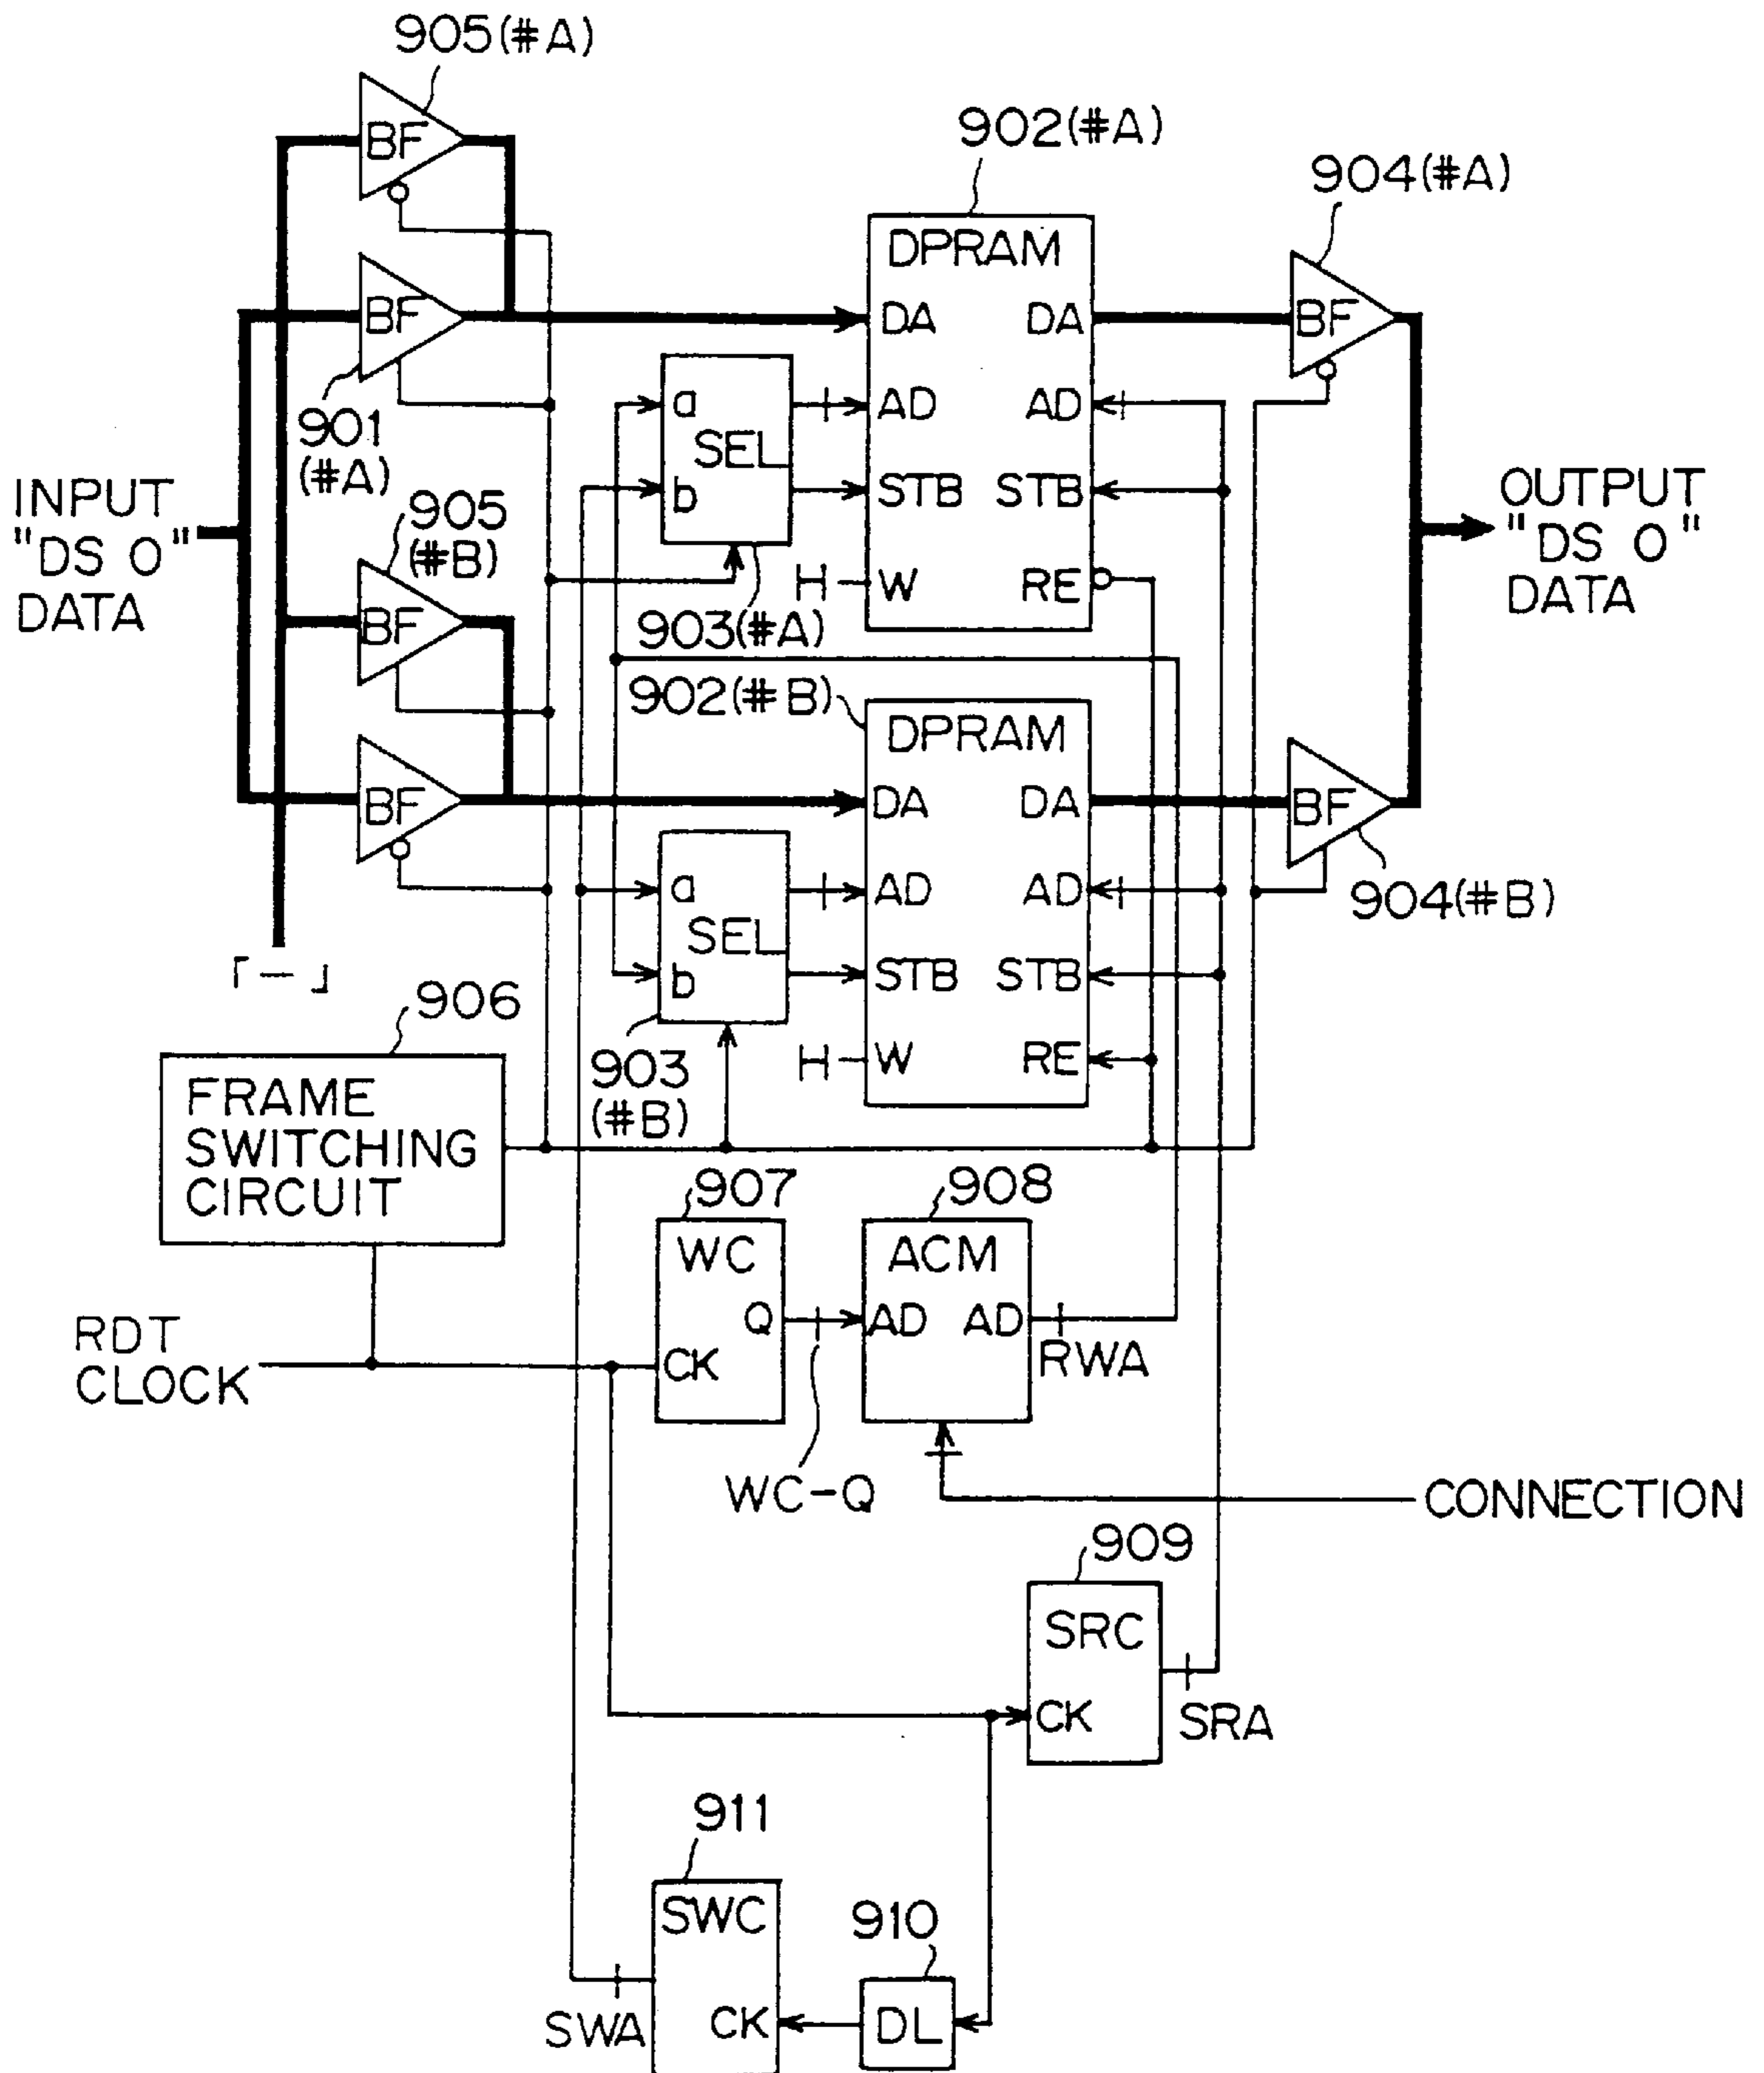 905(#A)
BF
902(#A)
904(#A)
DPRAM
BF
DA DA
BF
901
(#A)
a
SEL
b
AD AD
STB STB
H W RE
903(#A)
INPUT
"DS 0"
DATA
905
(#B)
BF
OUTPUT
"DS 0"
DATA
902(#B)
DPRAM
BF
DA DA
BF
904(#B)
a
SEL
b
AD AD
STB STB
H W RE
903
(#B)
「—」
906
FRAME
SWITCHING
CIRCUIT
907
WC
Q
CK
908
ACM
AD AD
RWA
RDT
CLOCK
WC-Q
CONNECTION
909
SRC
CK
SRA
911
SWC
CK
SWA
910
DL